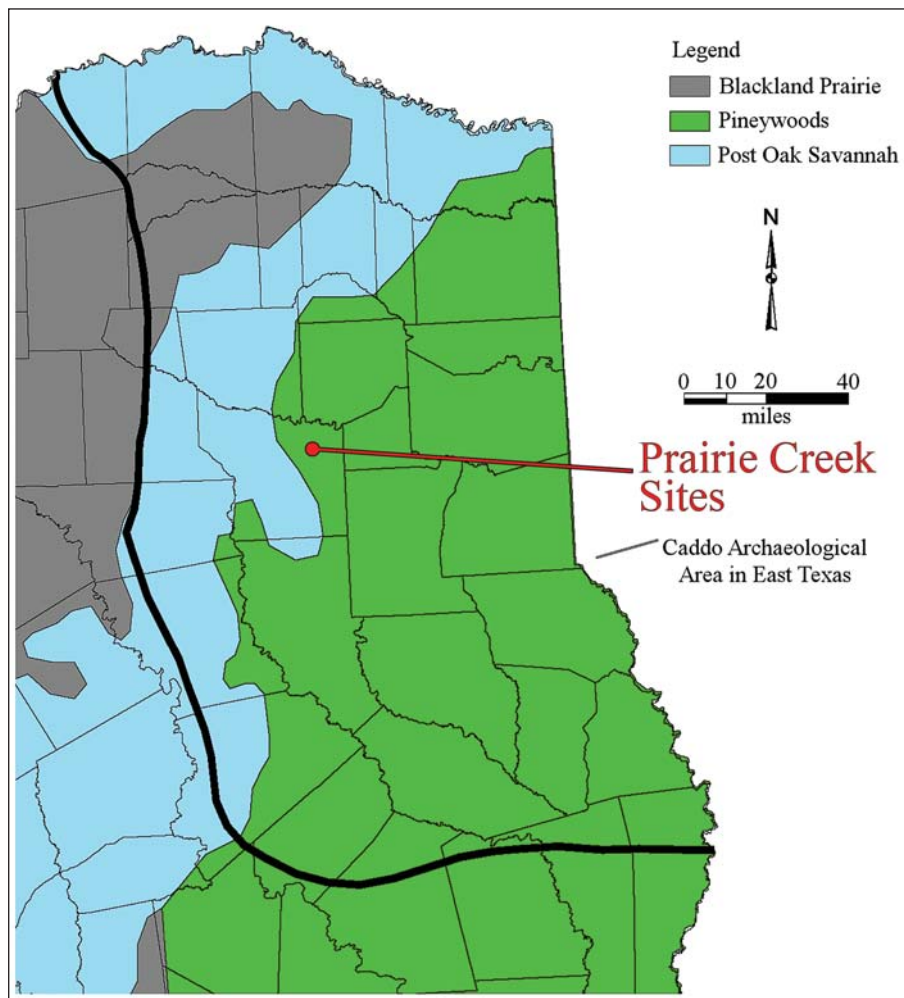 Legend
Blackland Prairie
Pineywoods
Post Oak Savannah
N
0 10 20 40
miles
Prairie Creek
Sites
Caddo Archaeological
Area in East Texas